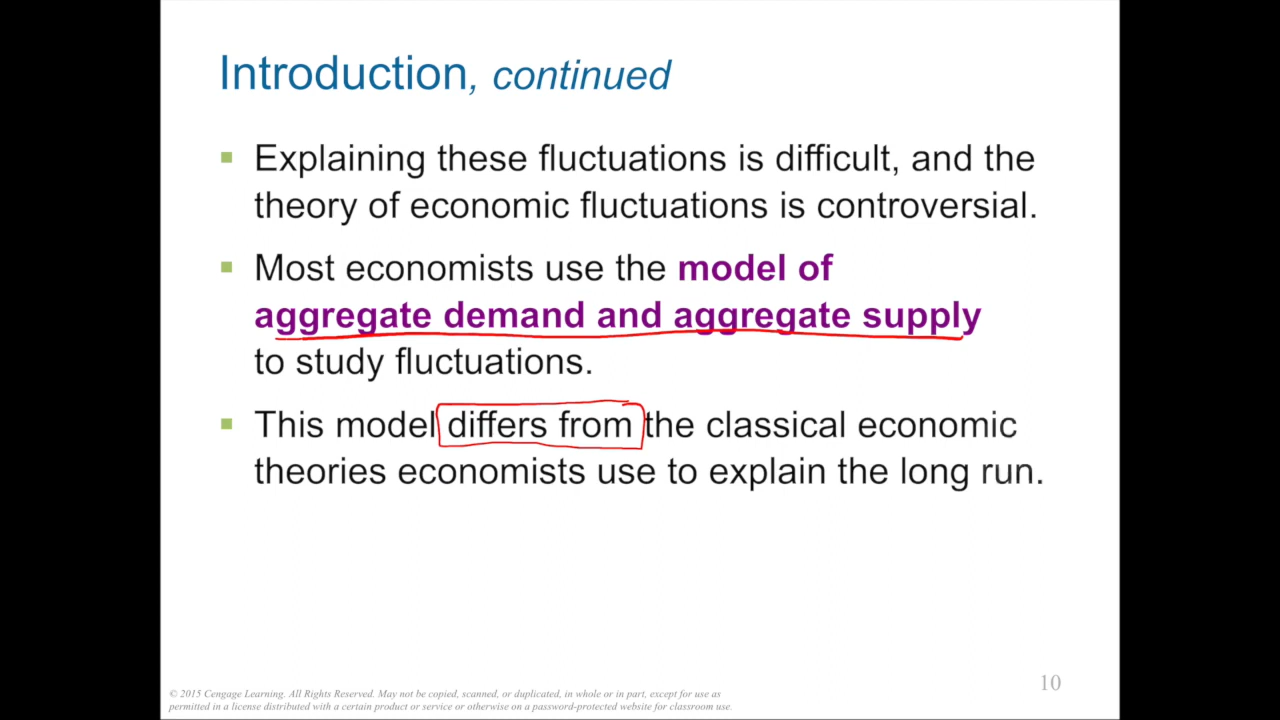 Introduction, continued
Explaining these fluctuations is difficult, and the
theory of economic fluctuations is controversial.
Most economists use the model of
aggregate demand and aggregate supply
to study fluctuations.
This model differs from the classical economic
theories economists use to explain the long run.
10
© 2015 Cengage Learning. All Rights Reserved. May not be copied, scanned, or duplicated, in whole or in part, except for use as
permitted in a license distributed with a certain product or service or otherwise on a password-protected website for classroom use.